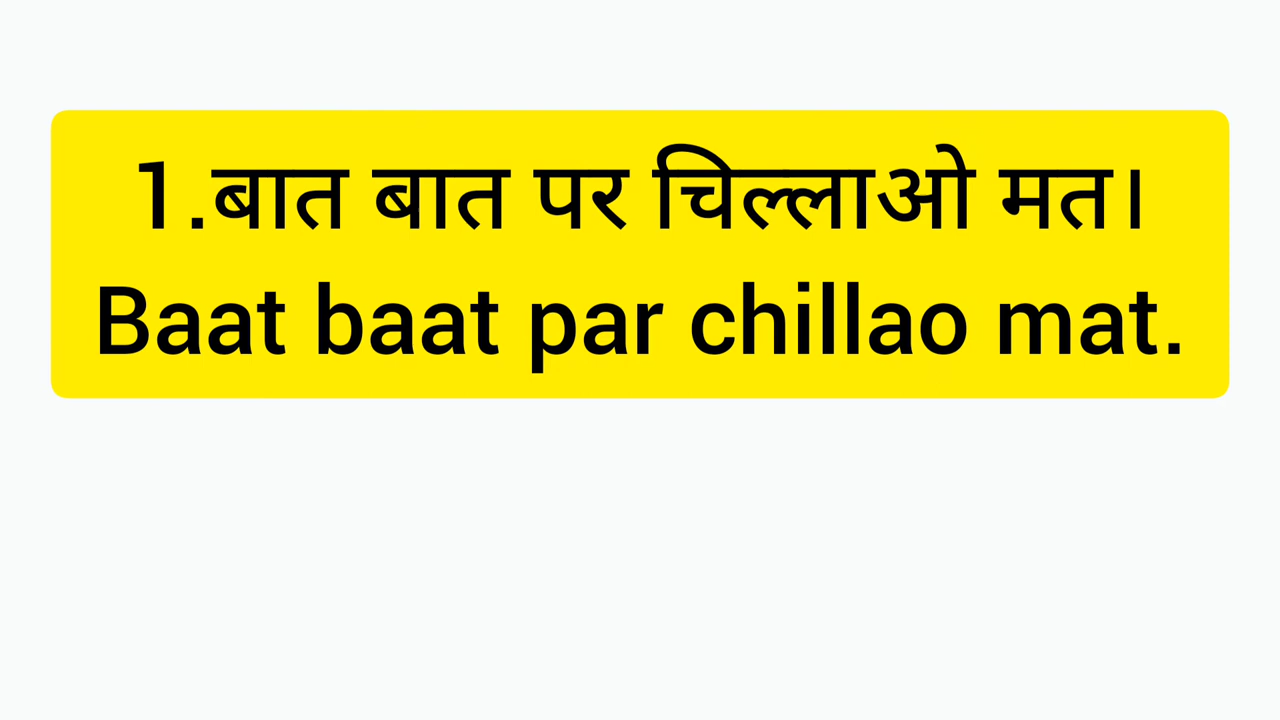 1.बात बात पर चिल्लाओ मत।
Baat baat par chillao mat.